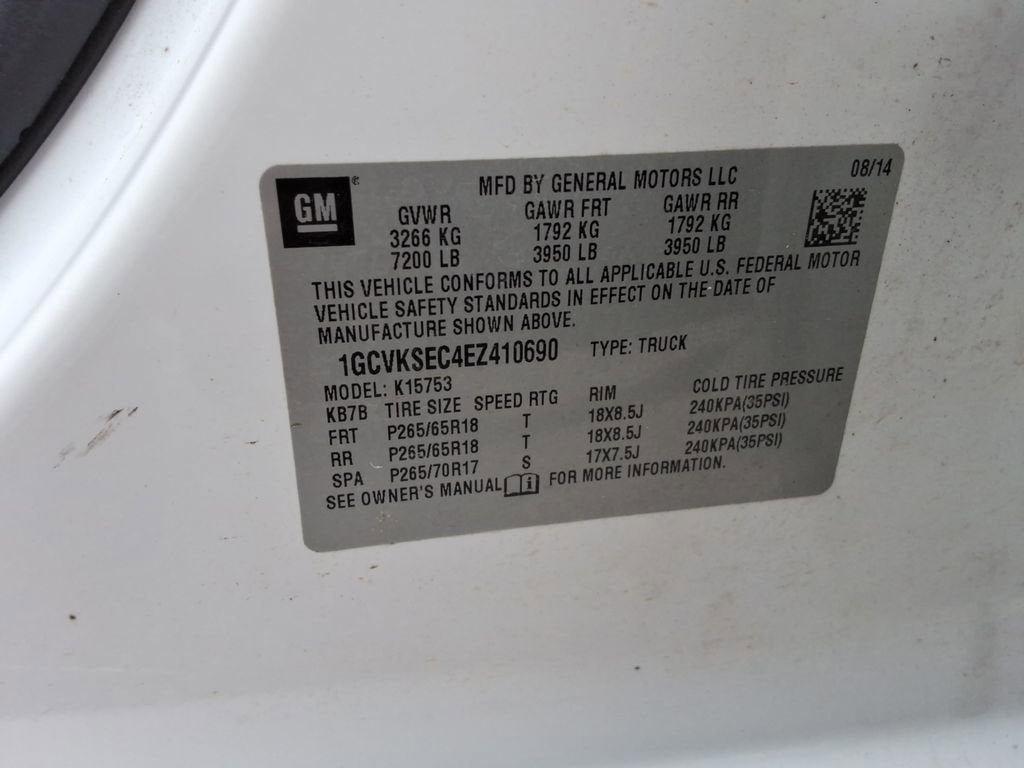 GM ®
MFD BY GENERAL MOTORS LLC 08/14
GVWR GAWR FRT GAWR RR
3266 KG 1792 KG 1792 KG
7200 LB 3950 LB 3950 LB
THIS VEHICLE CONFORMS TO ALL APPLICABLE U.S. FEDERAL MOTOR
VEHICLE SAFETY STANDARDS IN EFFECT ON THE DATE OF
MANUFACTURE SHOWN ABOVE.
1GCVKSEC4EZ410690 TYPE: TRUCK
MODEL: K15753
KB7B TIRE SIZE SPEED RTG RIM COLD TIRE PRESSURE
FRT P265/65R18 T 18X8.5J 240KPA(35PSI)
RR P265/65R18 T 18X8.5J 240KPA(35PSI)
SPA P265/70R17 S 17X7.5J 240KPA(35PSI)
SEE OWNER'S MANUAL i FOR MORE INFORMATION.